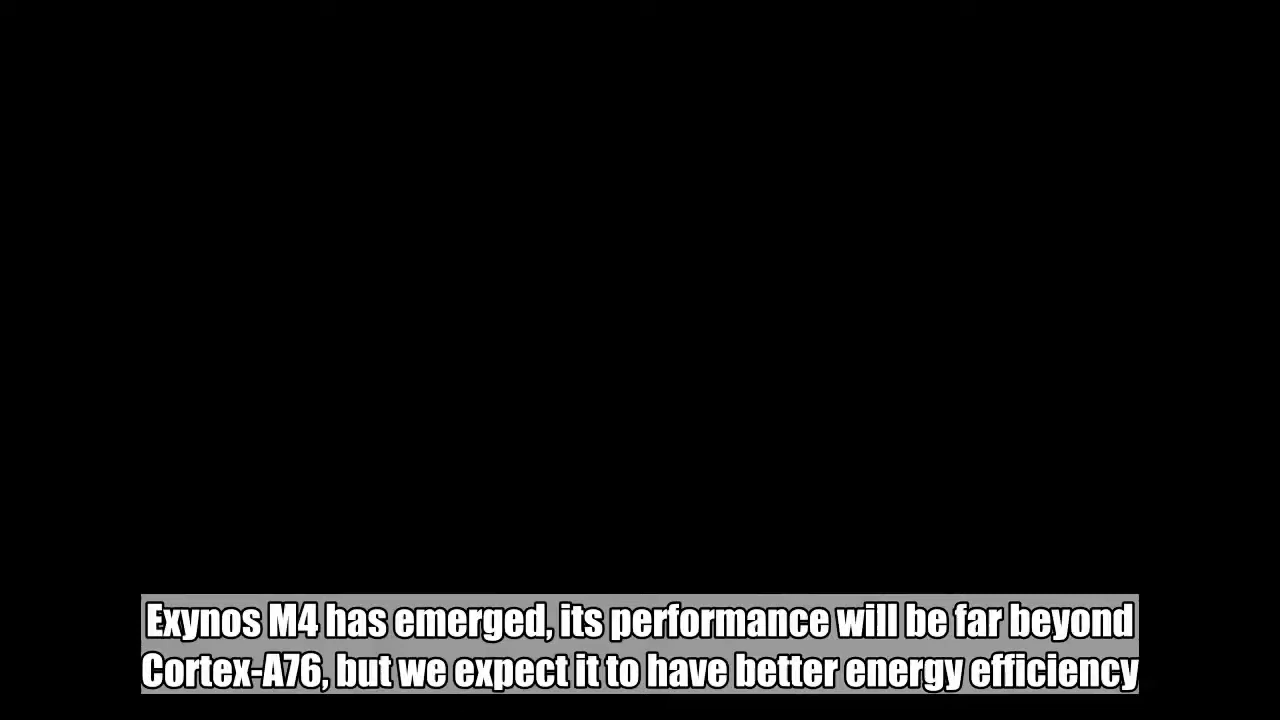 Exynos M4 has emerged, its performance will be far beyond
Cortex-A76, but we expect it to have better energy efficiency